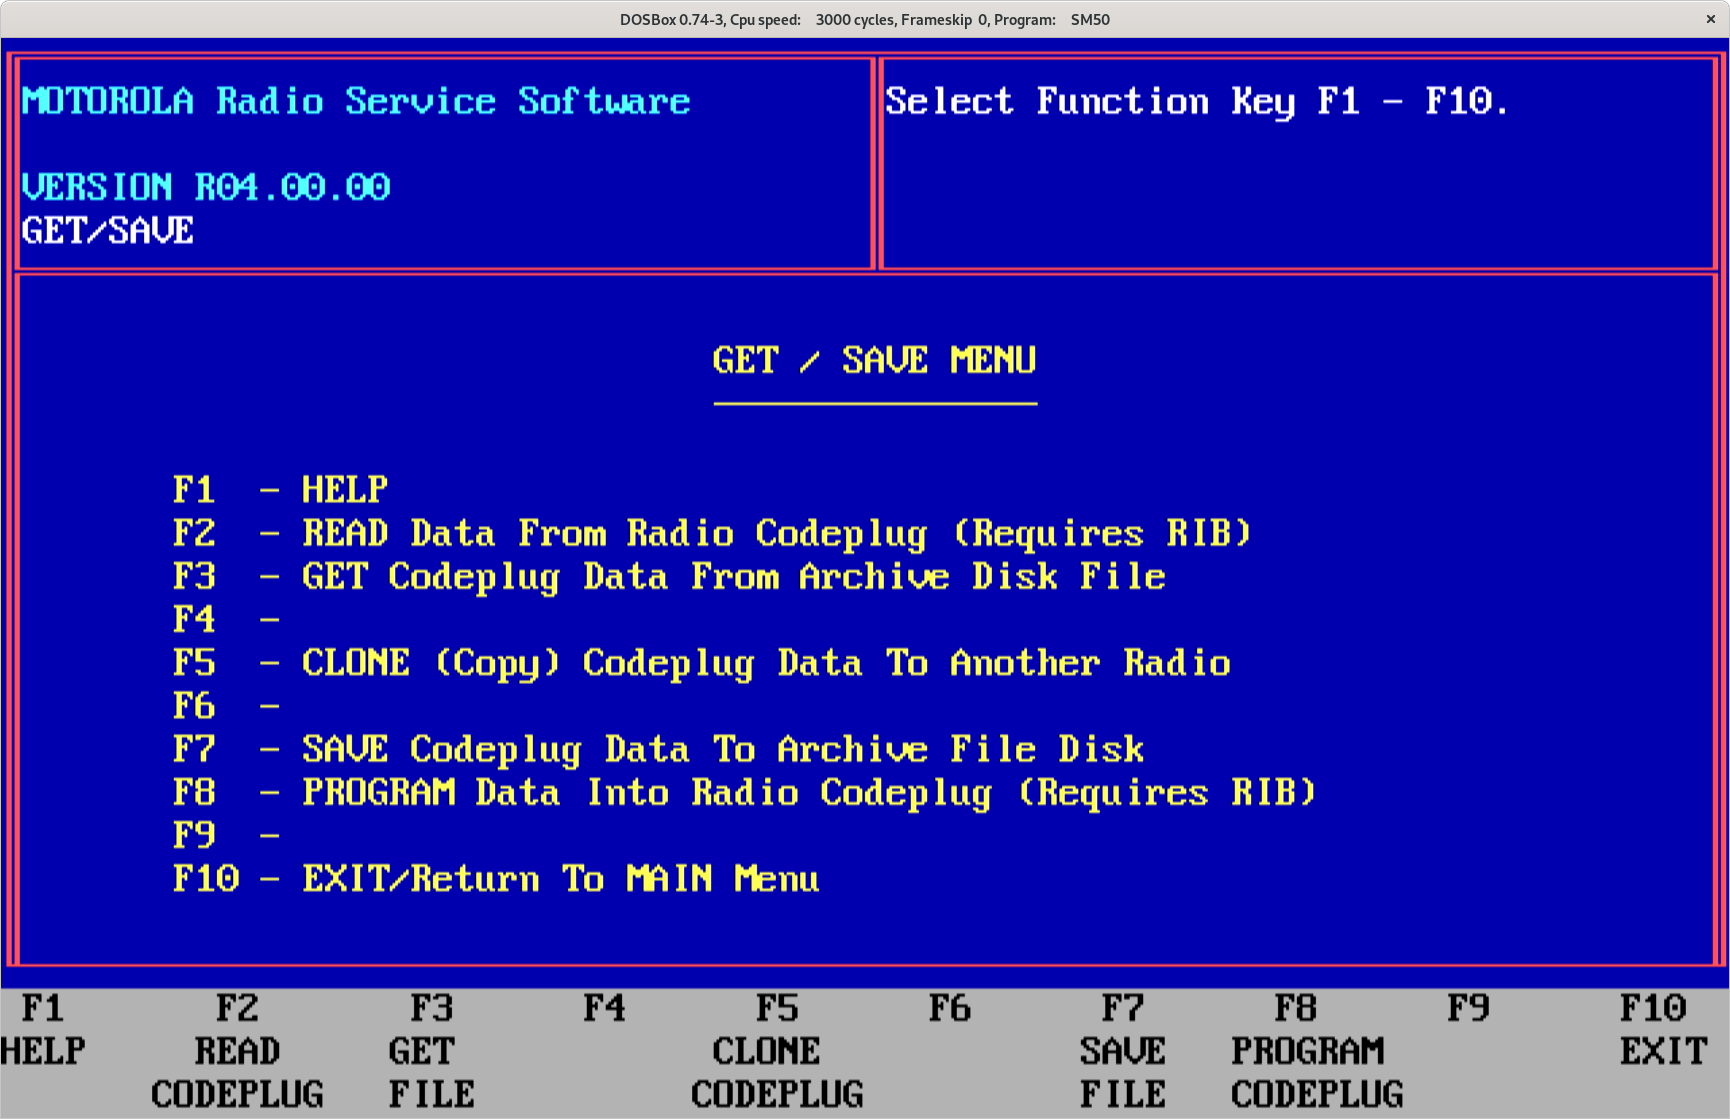 DOSBox 0.74-3, Cpu speed: 3000 cycles, Frameskip 0, Program: SM50
×
MOTOROLA Radio Service Software
VERSION R04.00.00
GET/SAVE
Select Function Key F1 - F10.
GET / SAVE MENU
F1 - HELP
F2 - READ Data From Radio Codeplug (Requires RIB)
F3 - GET Codeplug Data From Archive Disk File
F4 -
F5 - CLONE (Copy) Codeplug Data To Another Radio
F6 -
F7 - SAVE Codeplug Data To Archive File Disk
F8 - PROGRAM Data Into Radio Codeplug (Requires RIB)
F9 -
F10 - EXIT/Return To MAIN Menu
F1 F2 F3 F4 F5 F6 F7 F8 F9 F10
HELP READ GET CLONE SAVE PROGRAM EXIT
CODEPLUG FILE CODEPLUG FILE CODEPLUG